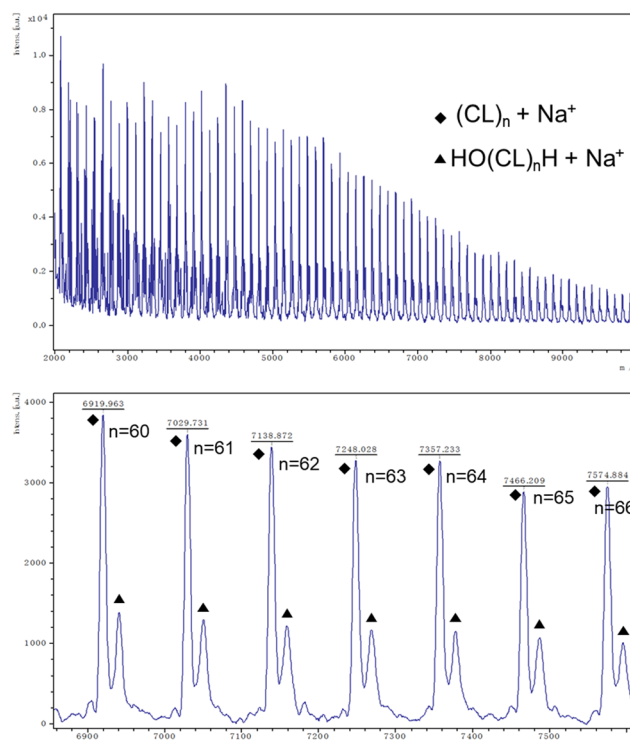 Intens. [a.u.]
x10⁴
1.0
0.8
0.6
0.4
0.2
0.0
◆ (CL)n + Na⁺
▲ HO(CL)nH + Na⁺
2000 3000 4000 5000 6000 7000 8000 9000
m
Intens. [a.u.]
4000
3000
2000
1000
0
6919.963
7029.731
7138.872
7248.028
7357.233
7466.209
7574.884
n=60
n=61
n=62
n=63
n=64
n=65
n=66
6900 7000 7100 7200 7300 7400 7500